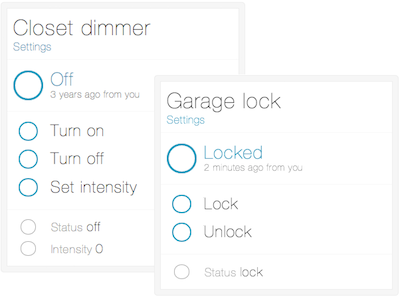 Closet dimmer
Settings
Off
3 years ago from you
Turn on
Turn off
Set intensity
Status off
Intensity 0
Garage lock
Settings
Locked
2 minutes ago from you
Lock
Unlock
Status lock